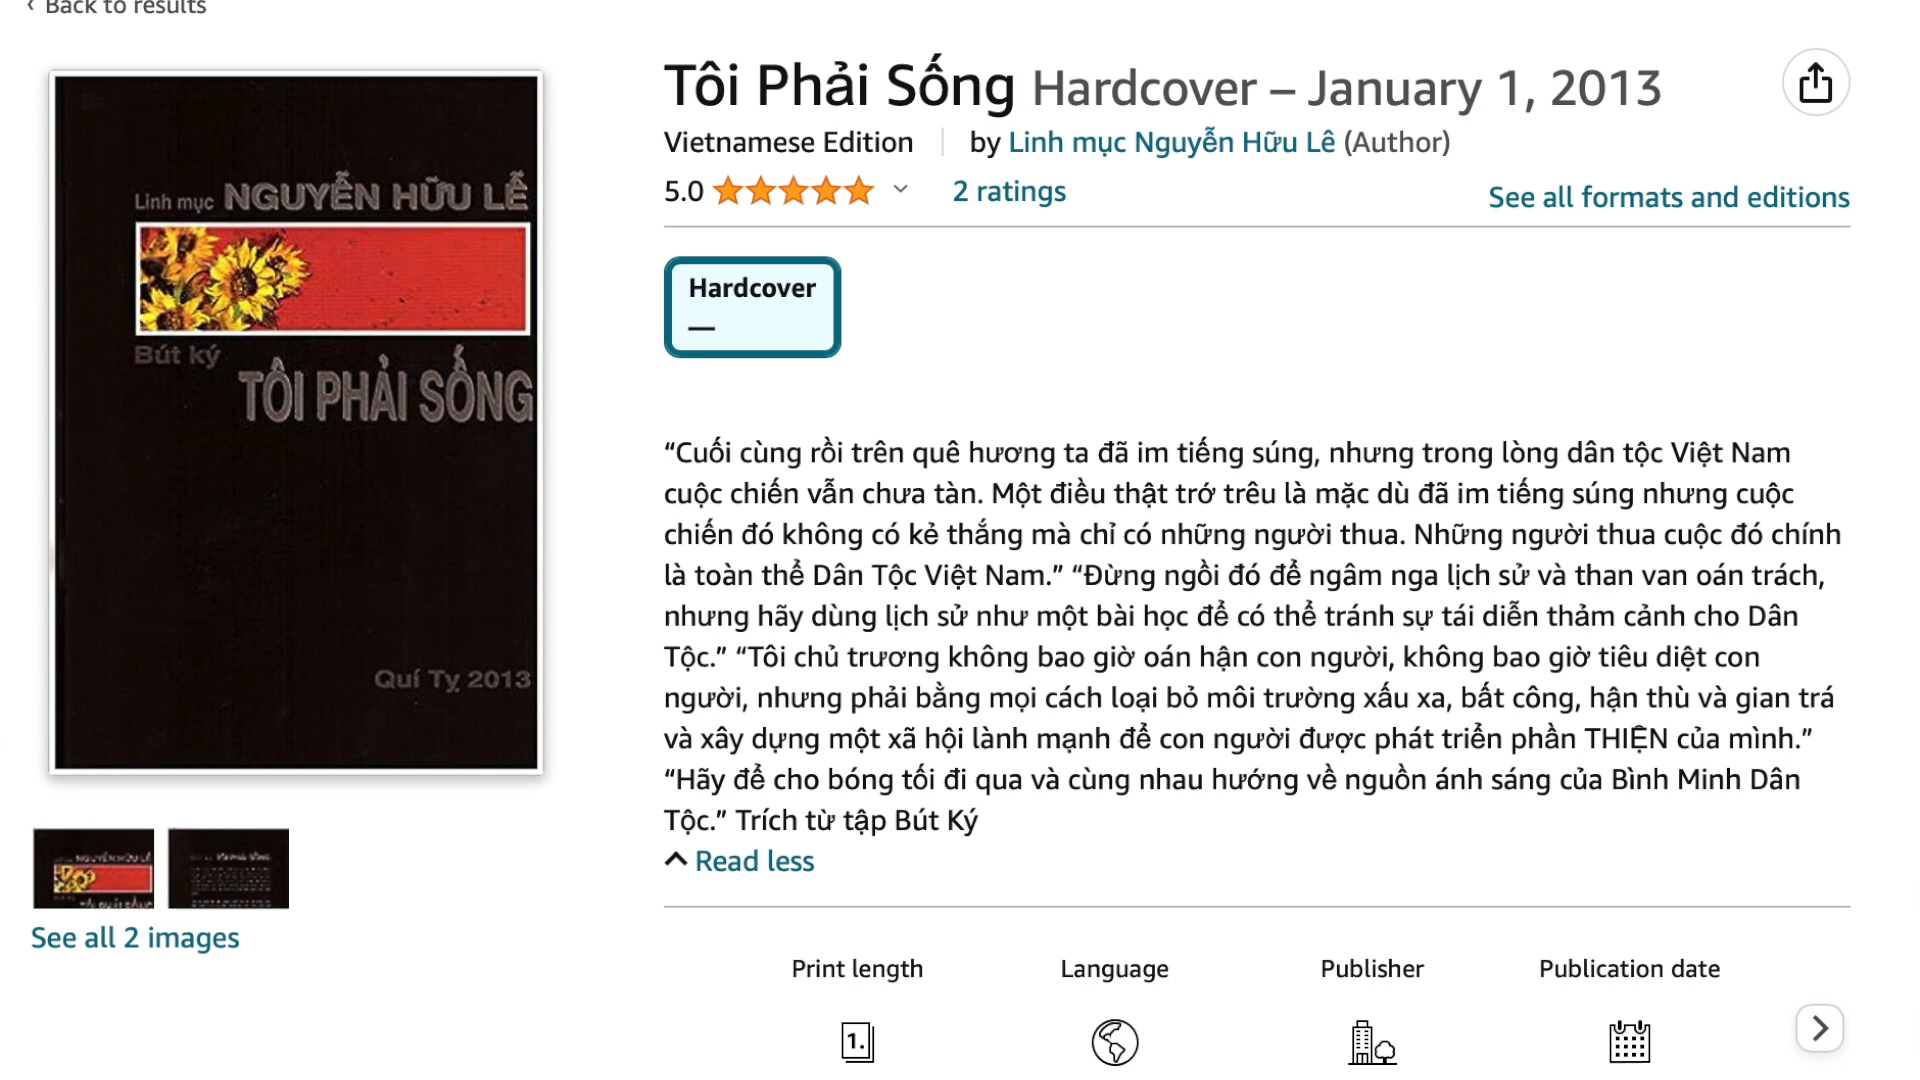 ‹ Back to results
Linh mục NGUYỄN HỮU LỄ
Bút ký
TÔI PHẢI SỐNG
Quí Tỵ 2013
See all 2 images
Tôi Phải Sống Hardcover – January 1, 2013
Vietnamese Edition by Linh mục Nguyễn Hữu Lê (Author)
5.0 2 ratings
See all formats and editions
Hardcover
—
“Cuối cùng rồi trên quê hương ta đã im tiếng súng, nhưng trong lòng dân tộc Việt Nam
cuộc chiến vẫn chưa tàn. Một điều thật trớ trêu là mặc dù đã im tiếng súng nhưng cuộc
chiến đó không có kẻ thắng mà chỉ có những người thua. Những người thua cuộc đó chính
là toàn thể Dân Tộc Việt Nam.” “Đừng ngồi đó để ngâm nga lịch sử và than van oán trách,
nhưng hãy dùng lịch sử như một bài học để có thể tránh sự tái diễn thảm cảnh cho Dân
Tộc.” “Tôi chủ trương không bao giờ oán hận con người, không bao giờ tiêu diệt con
người, nhưng phải bằng mọi cách loại bỏ môi trường xấu xa, bất công, hận thù và gian trá
và xây dựng một xã hội lành mạnh để con người được phát triển phần THIỆN của mình.”
“Hãy để cho bóng tối đi qua và cùng nhau hướng về nguồn ánh sáng của Bình Minh Dân
Tộc.” Trích từ tập Bút Ký
Read less
Print length
Language
Publisher
Publication date
1.